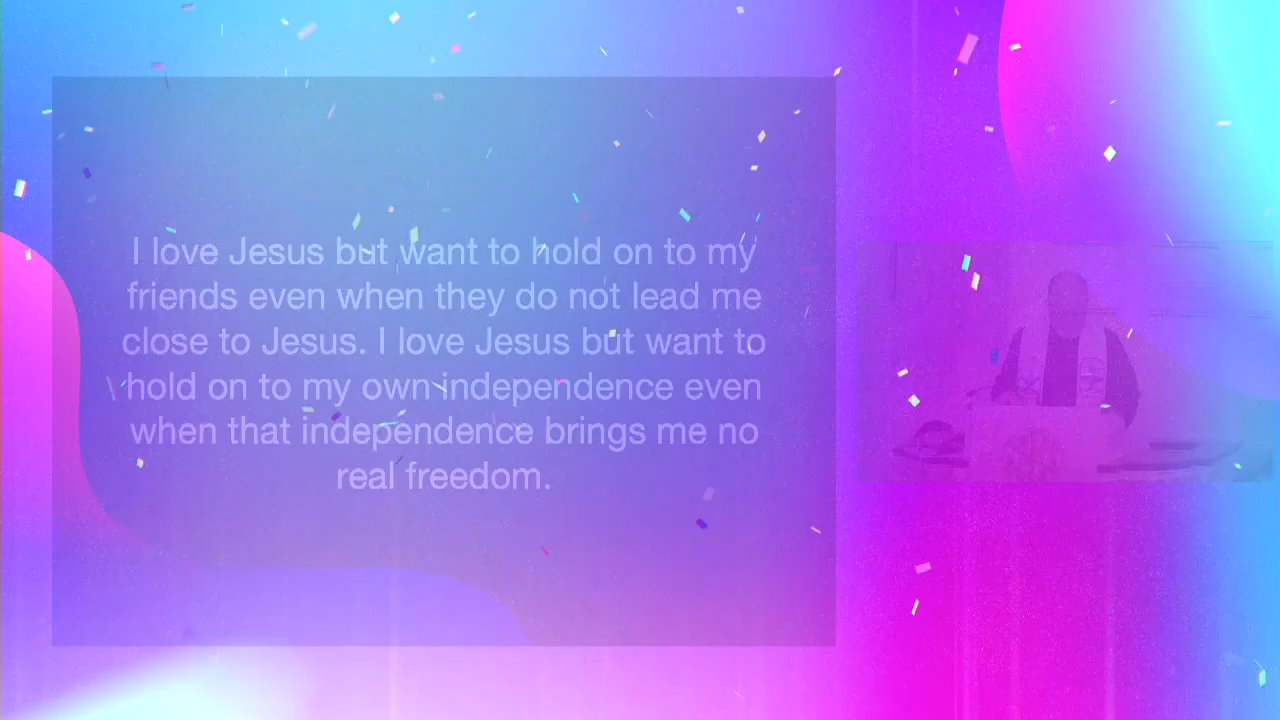 I love Jesus but want to hold on to my
friends even when they do not lead me
close to Jesus. I love Jesus but want to
hold on to my own independence even
when that independence brings me no
real freedom.